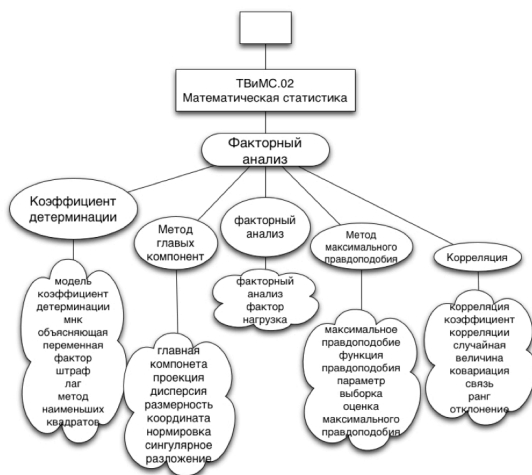 ТВиМС.02
Математическая статистика
Факторный
анализ
Коэффициент
детерминации
Метод
главых
компонент
факторный
анализ
Метод
максимального
правдоподобия
Корреляция
модель
коэффициент
детерминации
мнк
объясняющая
переменная
фактор
штраф
лаг
метод
наименьших
квадратов
главная
компонета
проекция
дисперсия
размерность
координата
нормировка
сингулярное
разложение
факторный
анализ
фактор
нагрузка
максимальное
правдоподобие
функция
правдоподобия
параметр
выборка
оценка
максимального
правдоподобия
корреляция
коэффициент
корреляции
случайная
величина
ковариация
связь
ранг
отклонение